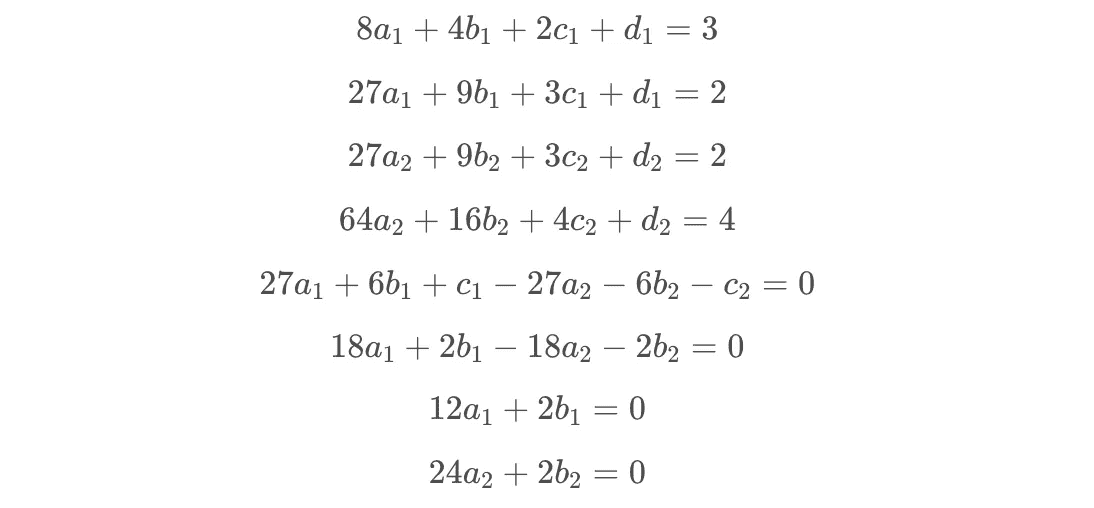 8a₁ + 4b₁ + 2c₁ + d₁ = 3
27a₁ + 9b₁ + 3c₁ + d₁ = 2
27a₂ + 9b₂ + 3c₂ + d₂ = 2
64a₂ + 16b₂ + 4c₂ + d₂ = 4
27a₁ + 6b₁ + c₁ − 27a₂ − 6b₂ − c₂ = 0
18a₁ + 2b₁ − 18a₂ − 2b₂ = 0
12a₁ + 2b₁ = 0
24a₂ + 2b₂ = 0